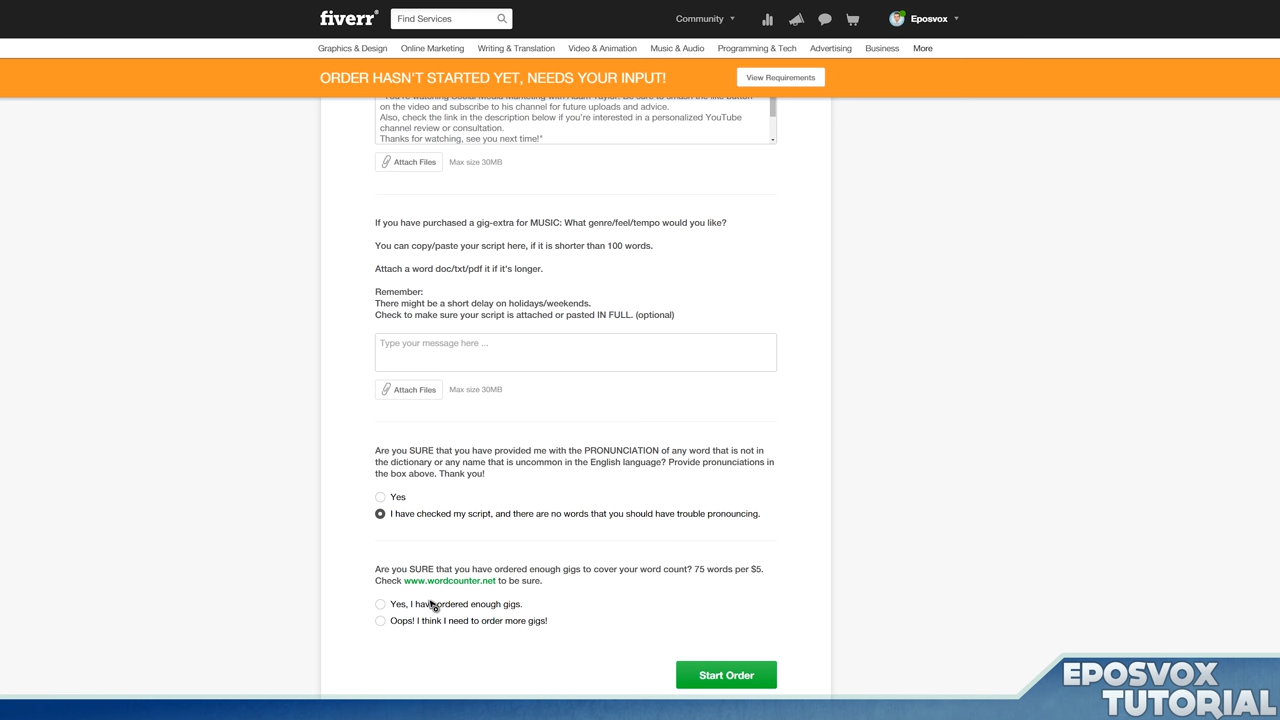 fiverr®
Find Services
Community
Eposvox
Graphics & Design Online Marketing Writing & Translation Video & Animation Music & Audio Programming & Tech Advertising Business More
ORDER HASN'T STARTED YET, NEEDS YOUR INPUT!
View Requirements
on the video and subscribe to his channel for future uploads and advice.
Also, check the link in the description below if you're interested in a personalized YouTube
channel review or consultation.
Thanks for watching, see you next time!"
Attach Files Max size 30MB
If you have purchased a gig-extra for MUSIC: What genre/feel/tempo would you like?
You can copy/paste your script here, if it is shorter than 100 words.
Attach a word doc/txt/pdf it if it's longer.
Remember:
There might be a short delay on holidays/weekends.
Check to make sure your script is attached or pasted IN FULL. (optional)
Type your message here ...
Attach Files Max size 30MB
Are you SURE that you have provided me with the PRONUNCIATION of any word that is not in
the dictionary or any name that is uncommon in the English language? Provide pronunciations in
the box above. Thank you!
Yes
I have checked my script, and there are no words that you should have trouble pronouncing.
Are you SURE that you have ordered enough gigs to cover your word count? 75 words per $5.
Check www.wordcounter.net to be sure.
Yes, I have ordered enough gigs.
Oops! I think I need to order more gigs!
Start Order
EPOSVOX
TUTORIAL